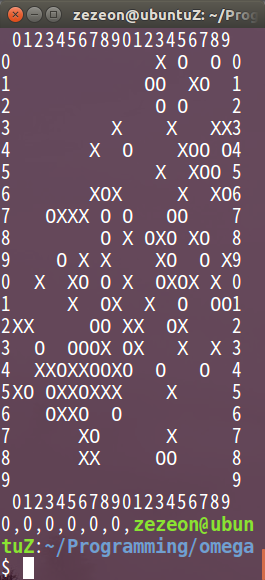 zezeon@ubuntuZ: ~/Prog
 01234567890123456789
0             X O  O 0
1            OO  XO  1
2             O O    2
3         X    X   XX3
4       X  O    XOO O4
5             X  XOO 5
6       XOX     X  XO6
7   OXXX O O   OO    7
8        O X OXO XO  8
9    O X X    XO  O X9
0  X  XO O X  OXOX X 0
1     X  OX  X  O  OO1
2XX     OO XX  OX    2
3  O  OOOX OX   X  X 3
4  XXOXXOOXO  O   O  4
5XO OXXOXXX    X     5
6   OXXO  O          6
7      XO      X     7
8      XX     OO     8
9                    9
 01234567890123456789
0,0,0,0,0,0,zezeon@ubun
tuZ:~/Programming/omega
$